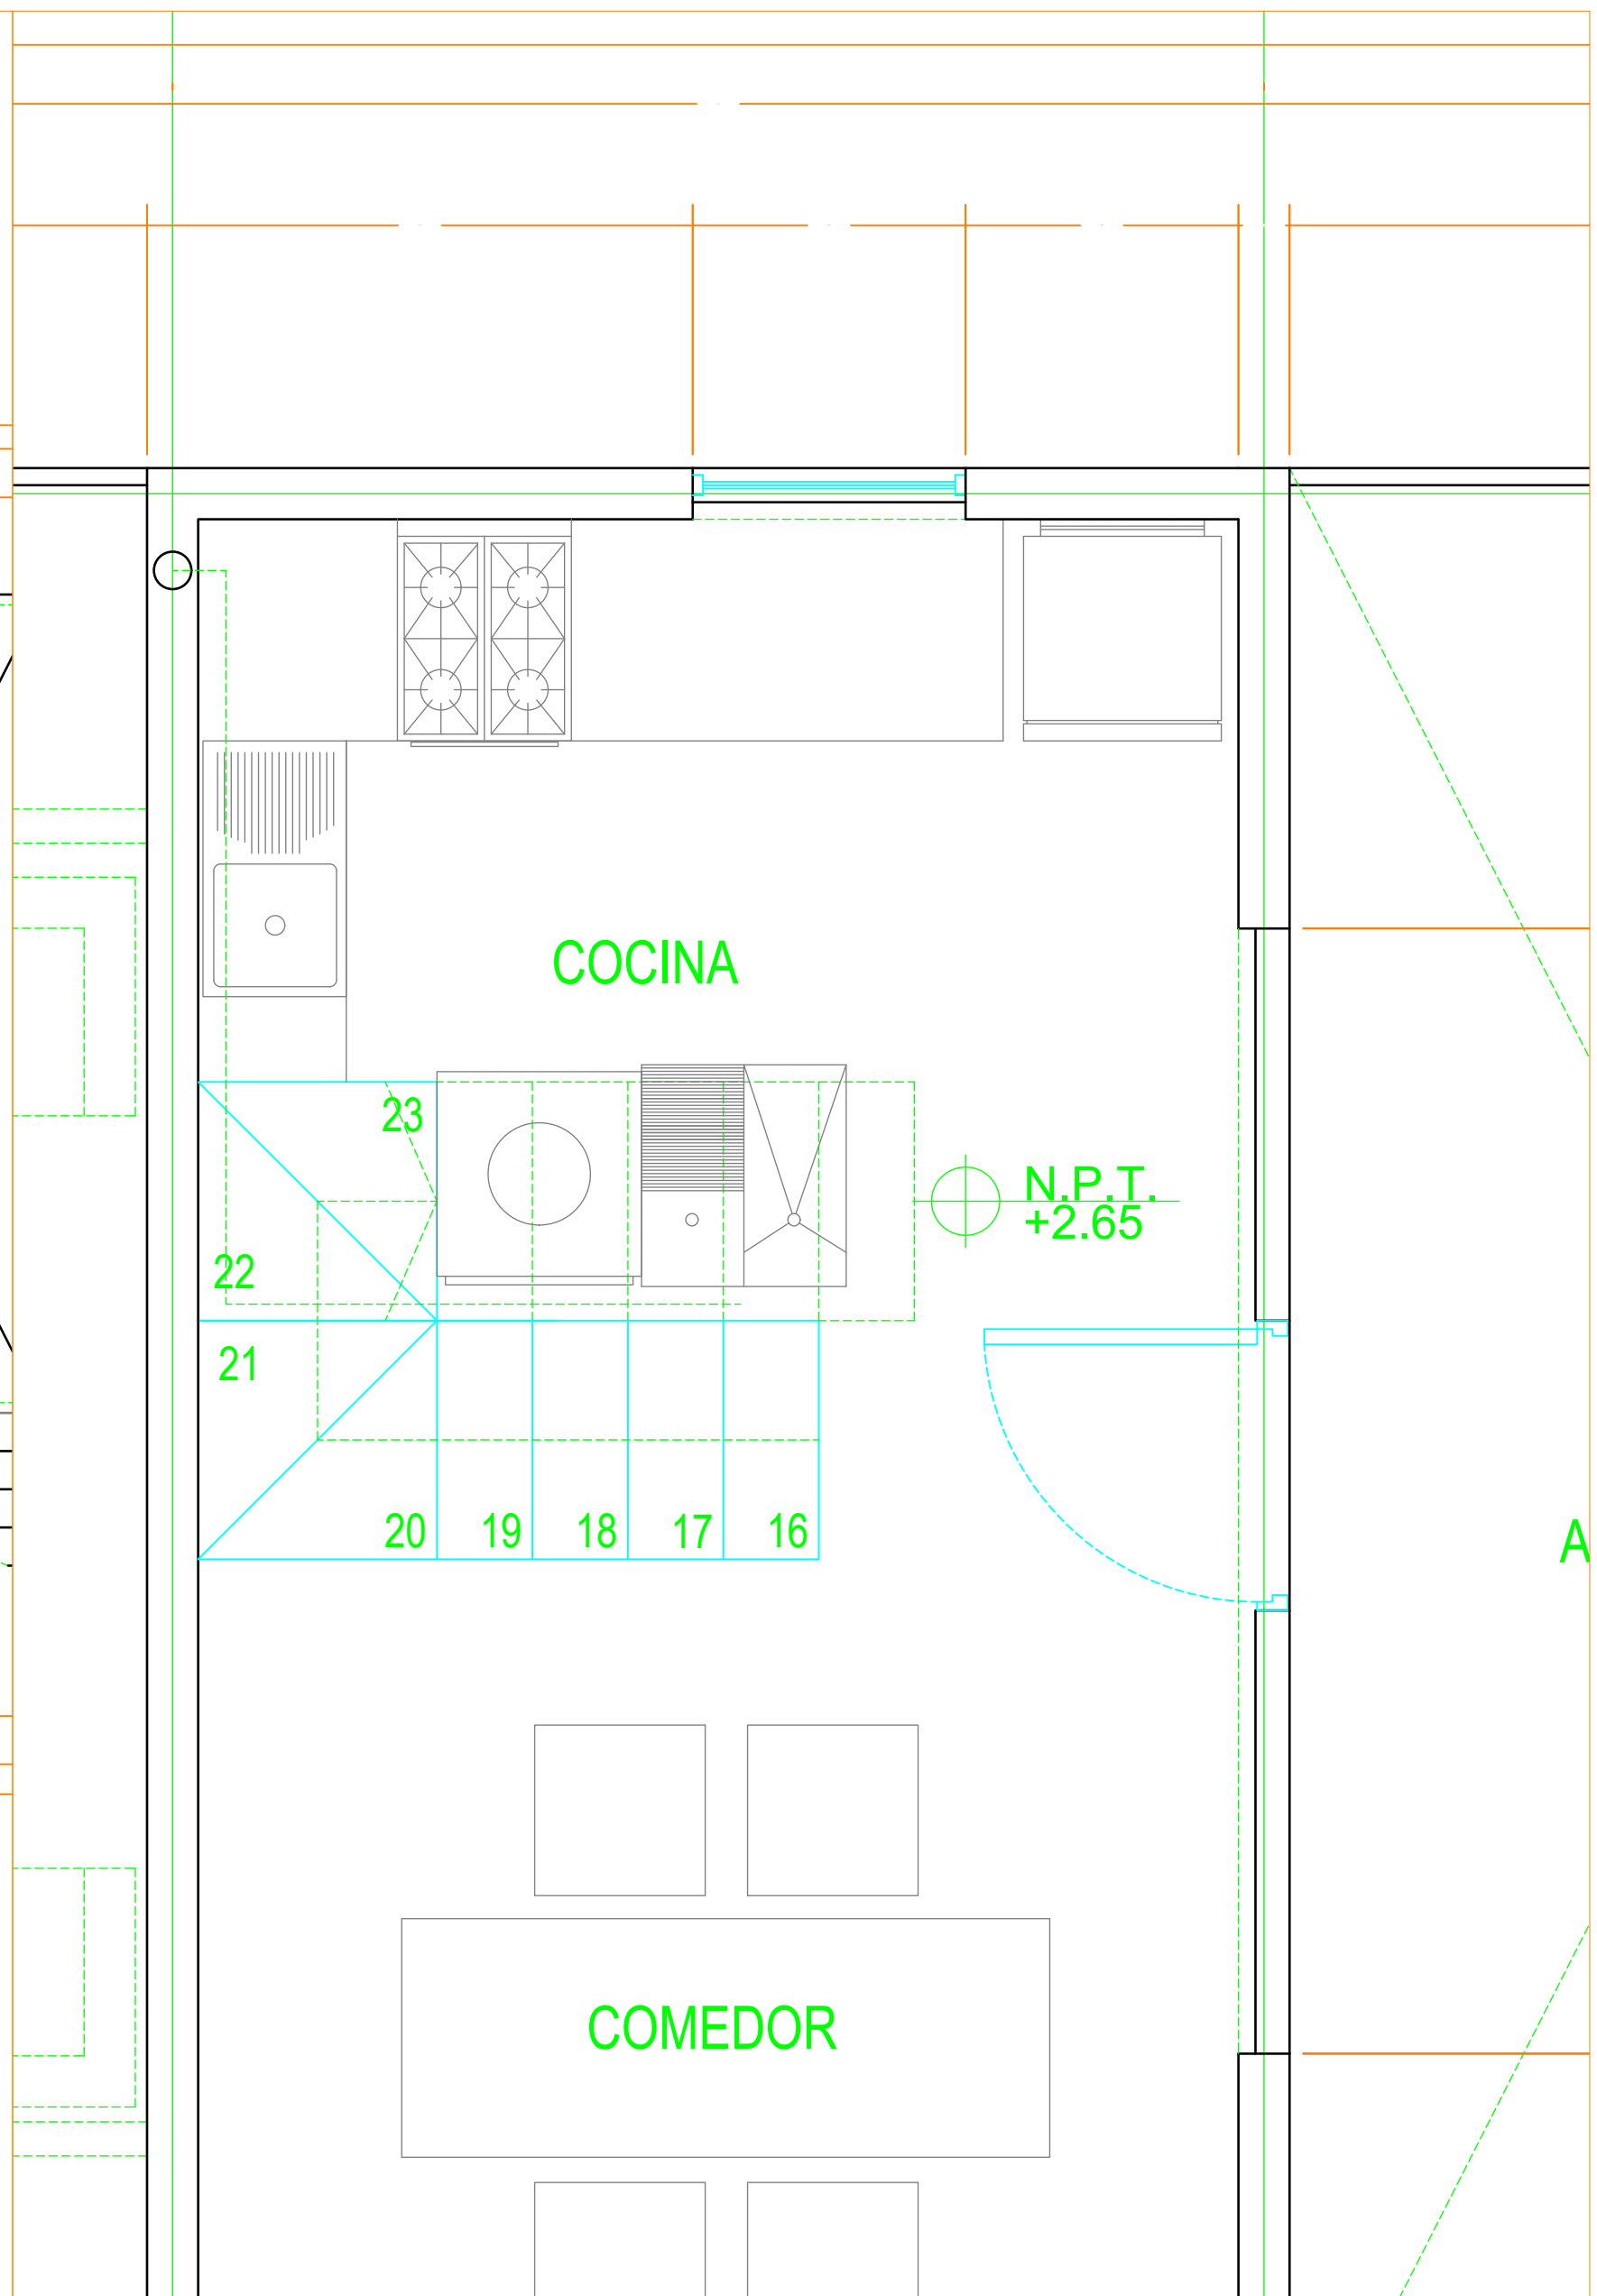 COCINA
23
N.P.T.
+2.65
22
21
20 19 18 17 16
A
COMEDOR